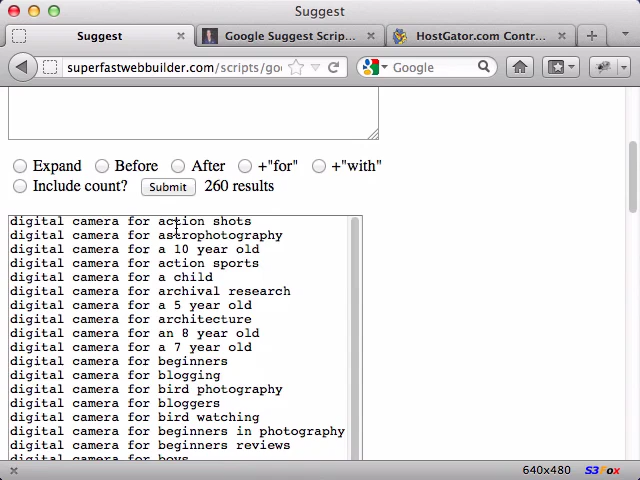 Suggest
Suggest
Google Suggest Scrip...
HostGator.com Contr...
superfastwebbuilder.com/scripts/go
Google
Expand Before After +"for" +"with"
Include count? Submit 260 results
digital camera for action shots
digital camera for astrophotography
digital camera for a 10 year old
digital camera for action sports
digital camera for a child
digital camera for archival research
digital camera for a 5 year old
digital camera for architecture
digital camera for an 8 year old
digital camera for a 7 year old
digital camera for beginners
digital camera for blogging
digital camera for bird photography
digital camera for bloggers
digital camera for bird watching
digital camera for beginners in photography
digital camera for beginners reviews
digital camera for boys
640x480 S3Fox